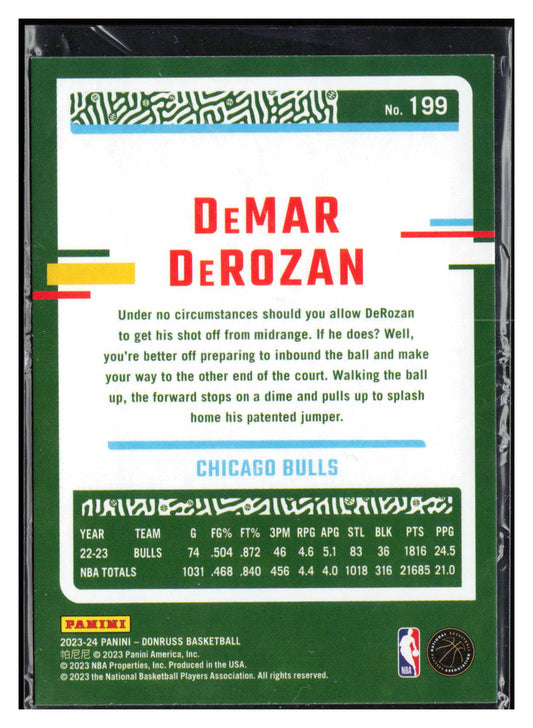 No. 199
DeMAR
DeROZAN
Under no circumstances should you allow DeRozan
to get his shot off from midrange. If he does? Well,
you're better off preparing to inbound the ball and make
your way to the other end of the court. Walking the ball
up, the forward stops on a dime and pulls up to splash
home his patented jumper.
CHICAGO BULLS
YEAR TEAM G FG% FT% 3PM RPG APG STL BLK PTS PPG
22-23 BULLS 74 .504 .872 46 4.6 5.1 83 36 1816 24.5
NBA TOTALS 1031 .468 .840 456 4.4 4.0 1018 316 21685 21.0
PANINI
2023-24 PANINI – DONRUSS BASKETBALL
帕尼尼 © 2023 Panini America, Inc.
© 2023 NBA Properties, Inc. Produced in the USA.
© 2023 the National Basketball Players Association. All rights reserved.
NBA
NATIONAL BASKETBALL PLAYERS ASSOCIATION